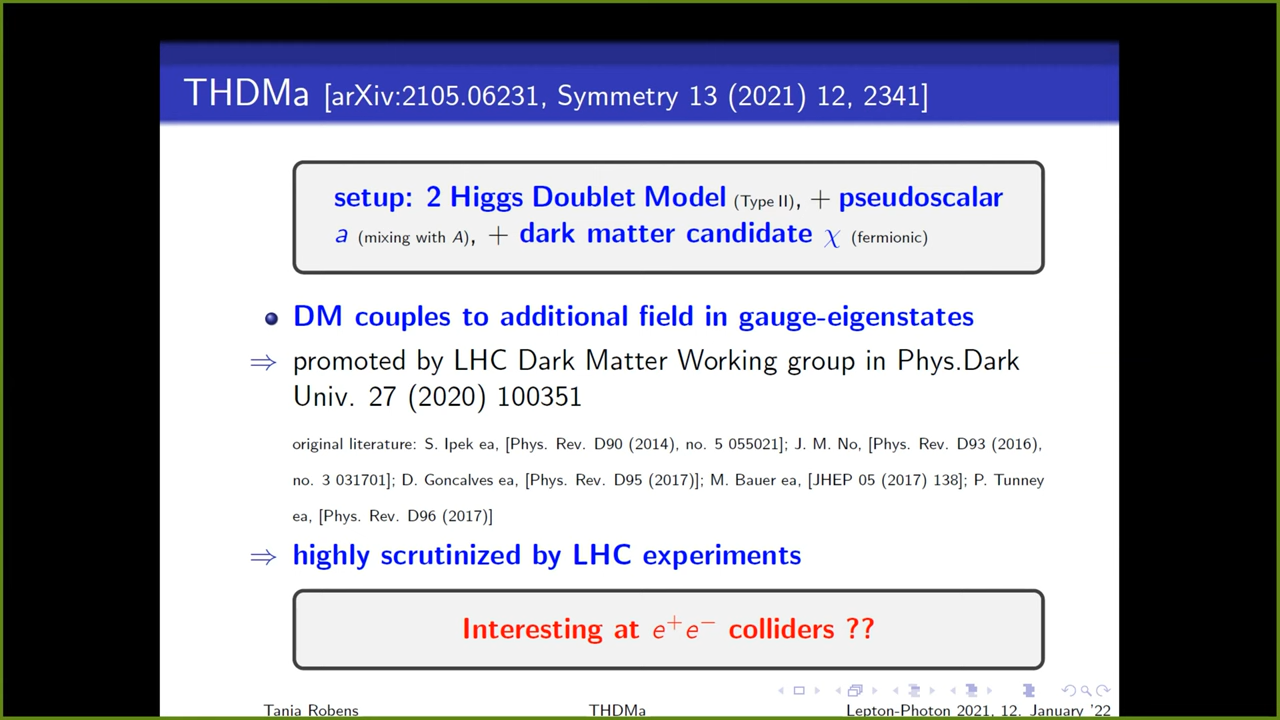 THDMa [arXiv:2105.06231, Symmetry 13 (2021) 12, 2341]
setup: 2 Higgs Doublet Model (Type II), + pseudoscalar
a (mixing with A), + dark matter candidate χ (fermionic)
DM couples to additional field in gauge-eigenstates
⇒ promoted by LHC Dark Matter Working group in Phys.Dark
Univ. 27 (2020) 100351
original literature: S. Ipek ea, [Phys. Rev. D90 (2014), no. 5 055021]; J. M. No, [Phys. Rev. D93 (2016),
no. 3 031701]; D. Goncalves ea, [Phys. Rev. D95 (2017)]; M. Bauer ea, [JHEP 05 (2017) 138]; P. Tunney
ea, [Phys. Rev. D96 (2017)]
⇒ highly scrutinized by LHC experiments
Interesting at e⁺e⁻ colliders ??
Tania Robens THDMa Lepton-Photon 2021, 12. January '22